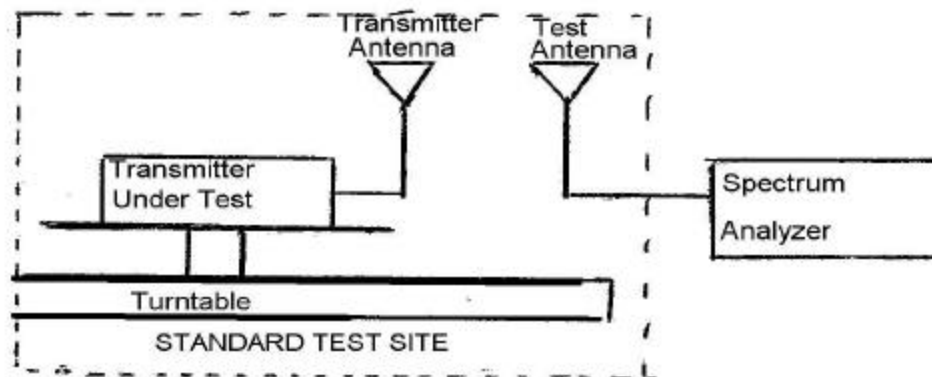 Transmitter
Antenna
Test
Antenna
Transmitter
Under Test
Spectrum
Analyzer
Turntable
STANDARD TEST SITE